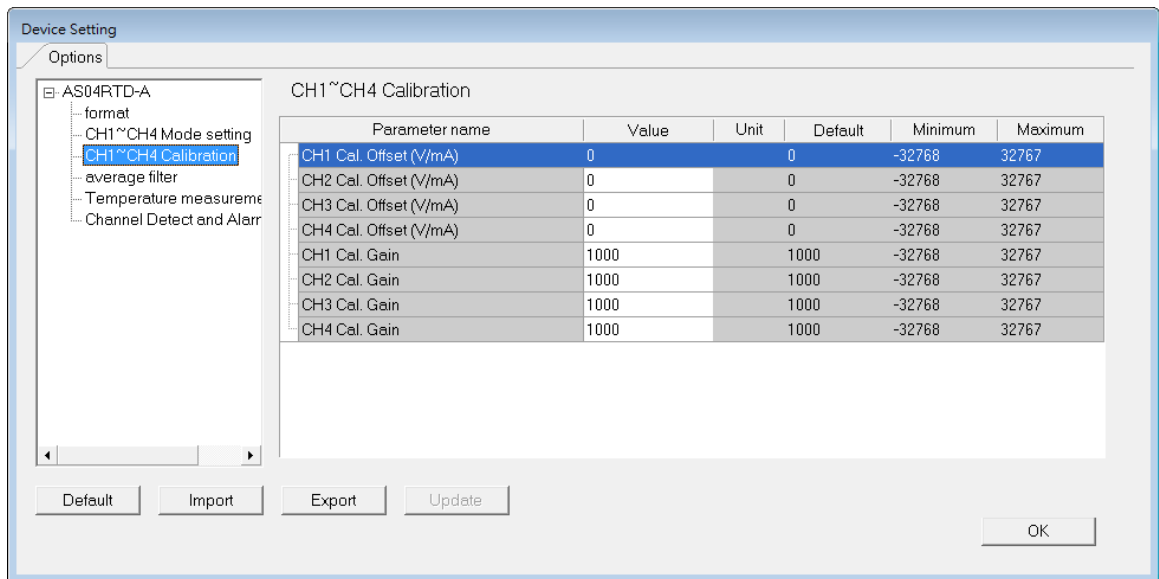 Device Setting
Options
AS04RTD-A
format
CH1~CH4 Mode setting
CH1~CH4 Calibration
average filter
Temperature measureme
Channel Detect and Alarr
CH1~CH4 Calibration
Parameter name Value Unit Default Minimum Maximum
CH1 Cal. Offset (V/mA) 0 0 -32768 32767
CH2 Cal. Offset (V/mA) 0 0 -32768 32767
CH3 Cal. Offset (V/mA) 0 0 -32768 32767
CH4 Cal. Offset (V/mA) 0 0 -32768 32767
CH1 Cal. Gain 1000 1000 -32768 32767
CH2 Cal. Gain 1000 1000 -32768 32767
CH3 Cal. Gain 1000 1000 -32768 32767
CH4 Cal. Gain 1000 1000 -32768 32767
Default Import Export Update
OK